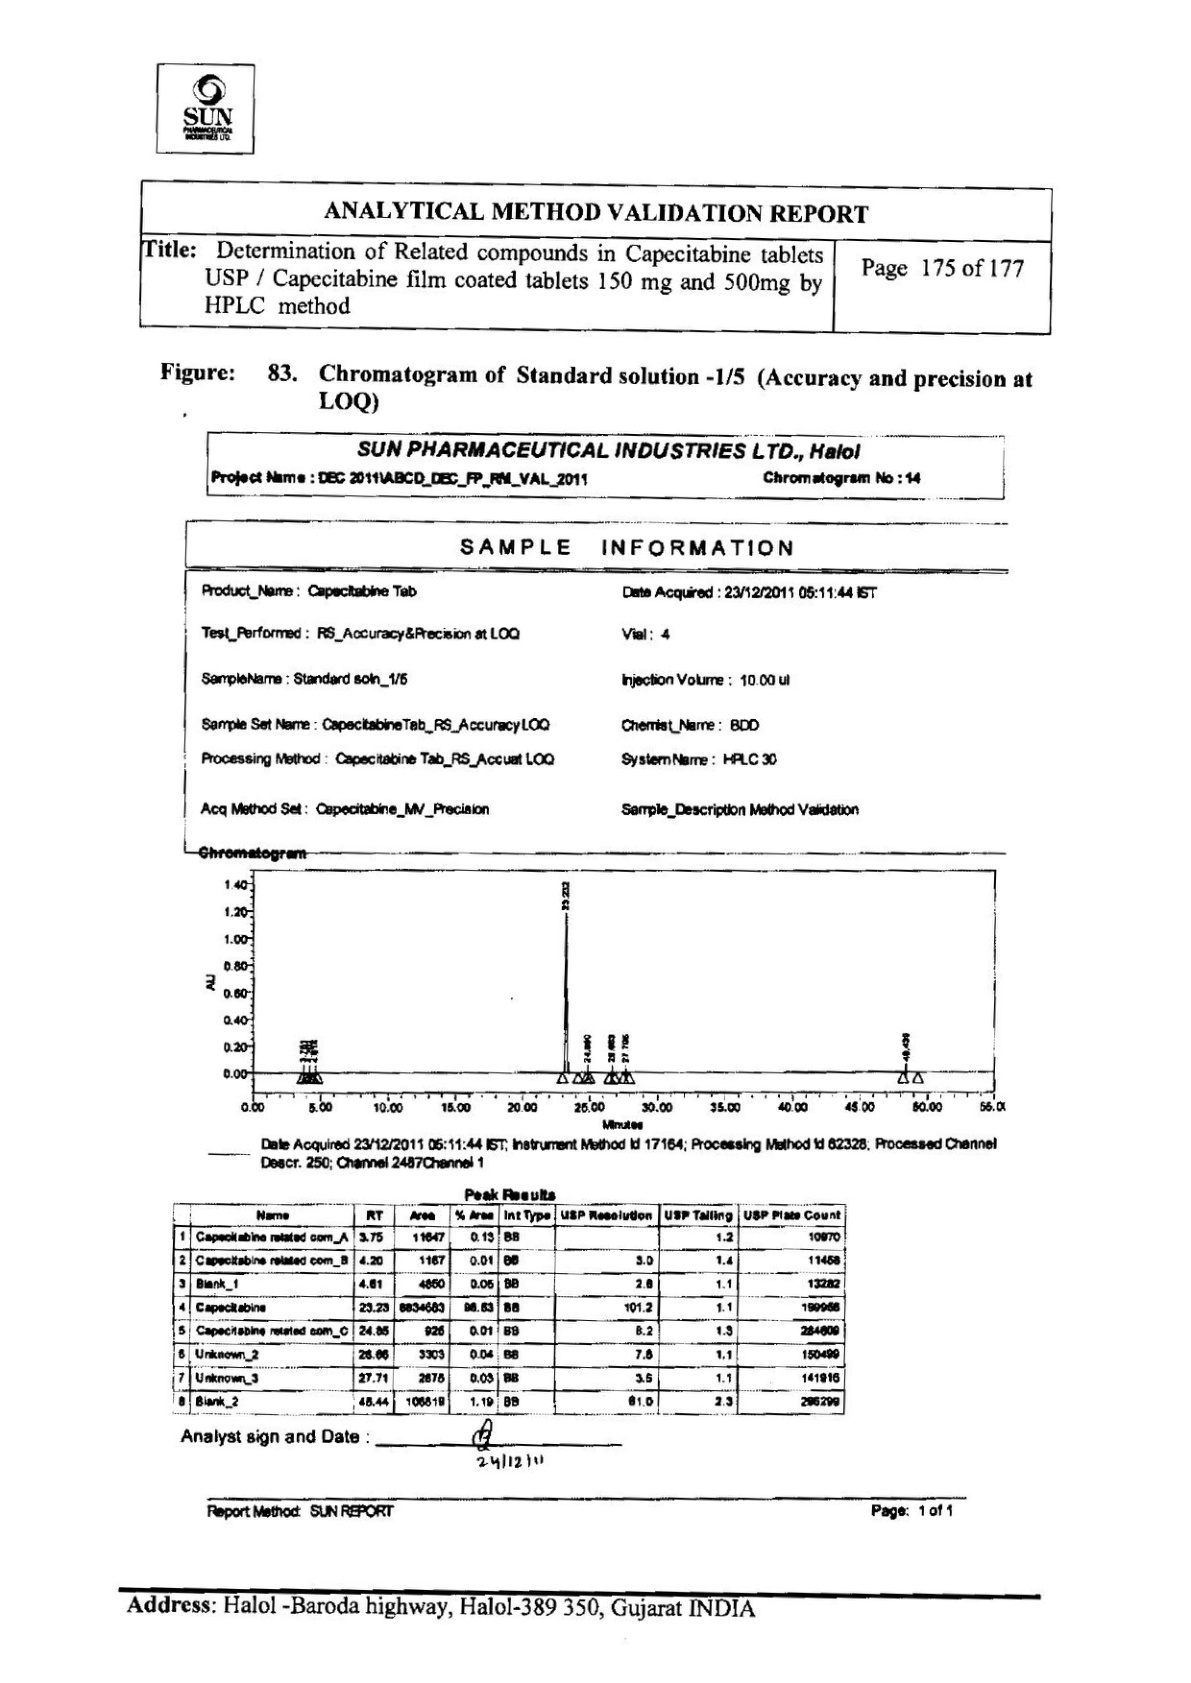 SUN
PHARMACEUTICAL
INDUSTRIES LTD.
ANALYTICAL METHOD VALIDATION REPORT
Title: Determination of Related compounds in Capecitabine tablets
USP / Capecitabine film coated tablets 150 mg and 500mg by
HPLC method
Page 175 of 177
Figure: 83. Chromatogram of Standard solution -1/5 (Accuracy and precision at
LOQ)
SUN PHARMACEUTICAL INDUSTRIES LTD., Halol
Project Name : DEC 2011\ABCD_DEC_FP_RM_VAL_2011 Chromatogram No : 14
SAMPLE INFORMATION
Product_Name : Capecitabine Tab Date Acquired : 23/12/2011 05:11:44 IST
Test_Performed : RS_Accuracy&Precision at LOQ Vial : 4
SampleName : Standard soln_1/5 Injection Volume : 10.00 ul
Sample Set Name : CapecitabineTab_RS_AccuracyLOQ Chemist_Name : BDD
Processing Method : Capecitabine Tab_RS_Accuat LOQ System Name : HPLC 30
Acq Method Set : Capecitabine_MV_Precision Sample_Description Method Validation
Chromatogram
AU
1.40
1.20
1.00
0.80
0.60
0.40
0.20
0.00
23.232
27.705
48.439
0.00 5.00 10.00 15.00 20.00 25.00 30.00 35.00 40.00 45.00 50.00 55.0
Minutes
Date Acquired 23/12/2011 05:11:44 IST; Instrument Method Id 17164; Processing Method Id 62328; Processed Channel
Descr. 250; Channel 2487Channel 1
Peak Results
Name RT Area % Area Int Type USP Resolution USP Tailing USP Plate Count
1 Capecitabine related com_A 3.75 11647 0.13 BB 1.2 10970
2 Capecitabine related com_B 4.20 1167 0.01 BB 3.0 1.4 11458
3 Blank_1 4.61 4850 0.05 BB 2.6 1.1 13282
4 Capecitabine 23.23 8834683 98.53 BB 101.2 1.1
5 Capecitabine related com_C 24.85 926 0.01 BB 8.2 1.3 284609
6 Unknown_2 26.66 3303 0.04 BB 7.6 1.1 150499
7 Unknown_3 27.71 2675 0.03 BB 3.5 1.1 141916
8 Blank_2 48.44 106619 1.19 BB 61.0 2.3 296299
Analyst sign and Date :
24/12/11
Report Method: SUN REPORT Page: 1 of 1
Address: Halol -Baroda highway, Halol-389 350, Gujarat INDIA